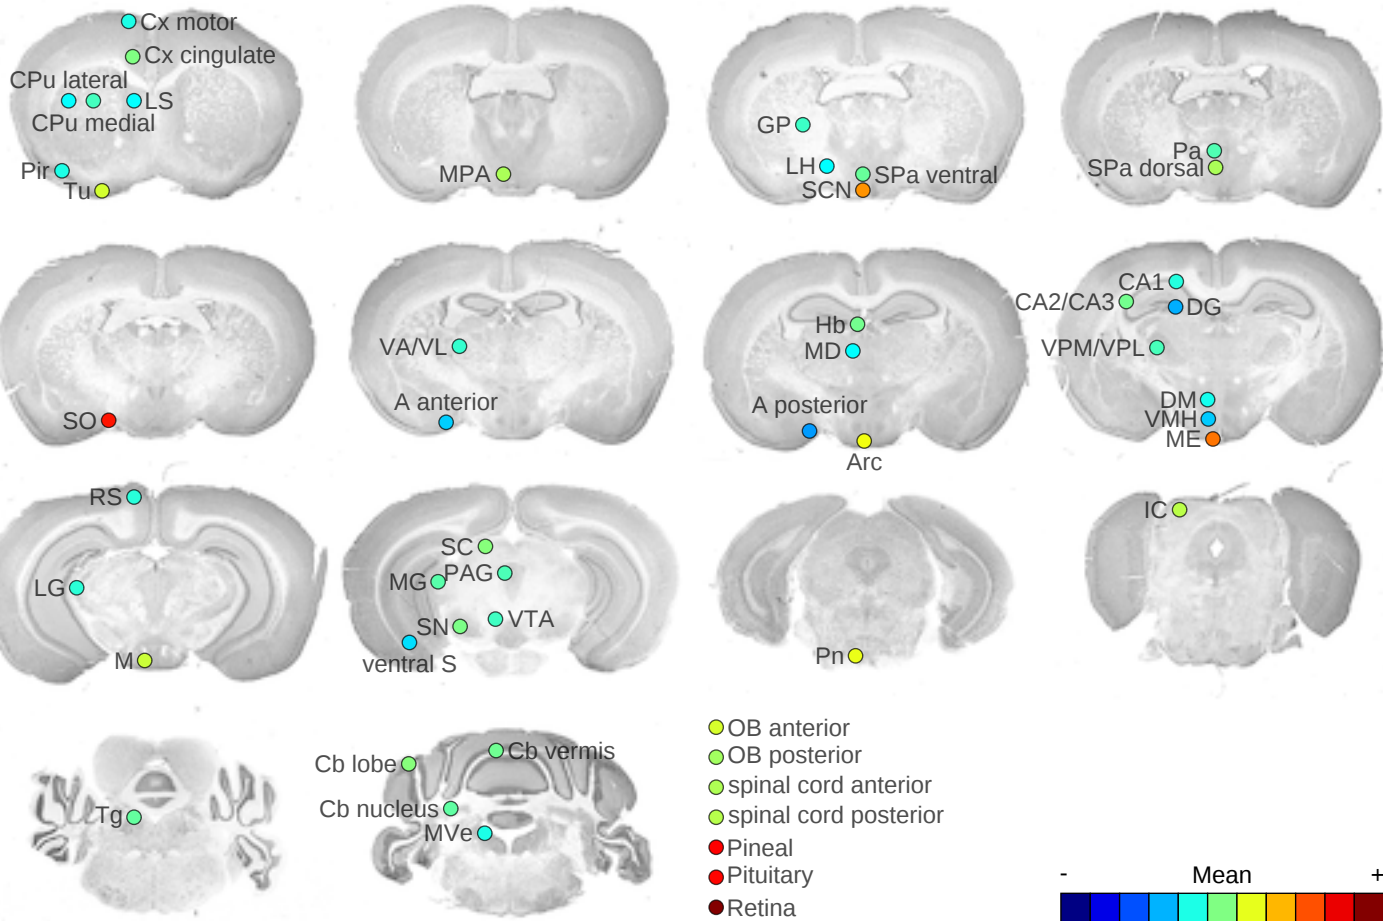 Cx motor
Cx cingulate
CPu lateral
LS
CPu medial
Pir
Tu
MPA
GP
LH
SPa ventral
SCN
Pa
SPa dorsal
SO
VA/VL
A anterior
Hb
MD
A posterior
Arc
CA1
CA2/CA3
DG
VPM/VPL
DM
VMH
ME
RS
LG
M
SC
MG
PAG
SN
VTA
ventral S
Pn
IC
Tg
Cb lobe
Cb vermis
Cb nucleus
MVe
OB anterior
OB posterior
spinal cord anterior
spinal cord posterior
Pineal
Pituitary
Retina
- Mean +